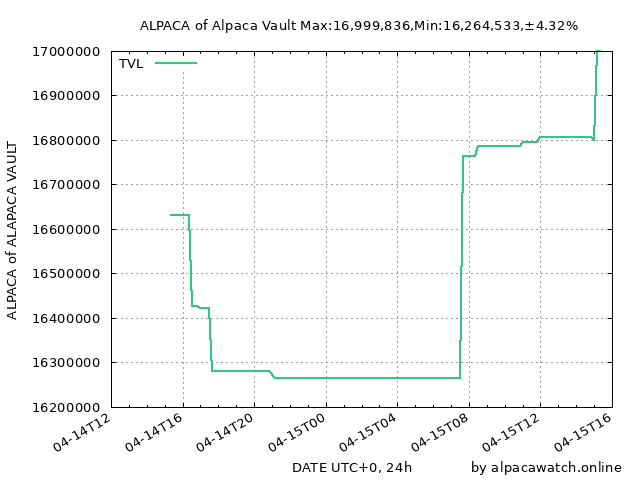 ALPACA of Alpaca Vault Max:16,999,836,Min:16,264,533,±4.32%
TVL
ALPACA of ALAPACA VAULT
17000000
16900000
16800000
16700000
16600000
16500000
16400000
16300000
16200000
04-14T12
04-14T16
04-14T20
04-15T00
04-15T04
04-15T08
04-15T12
04-15T16
DATE UTC+0, 24h
by alpacawatch.online